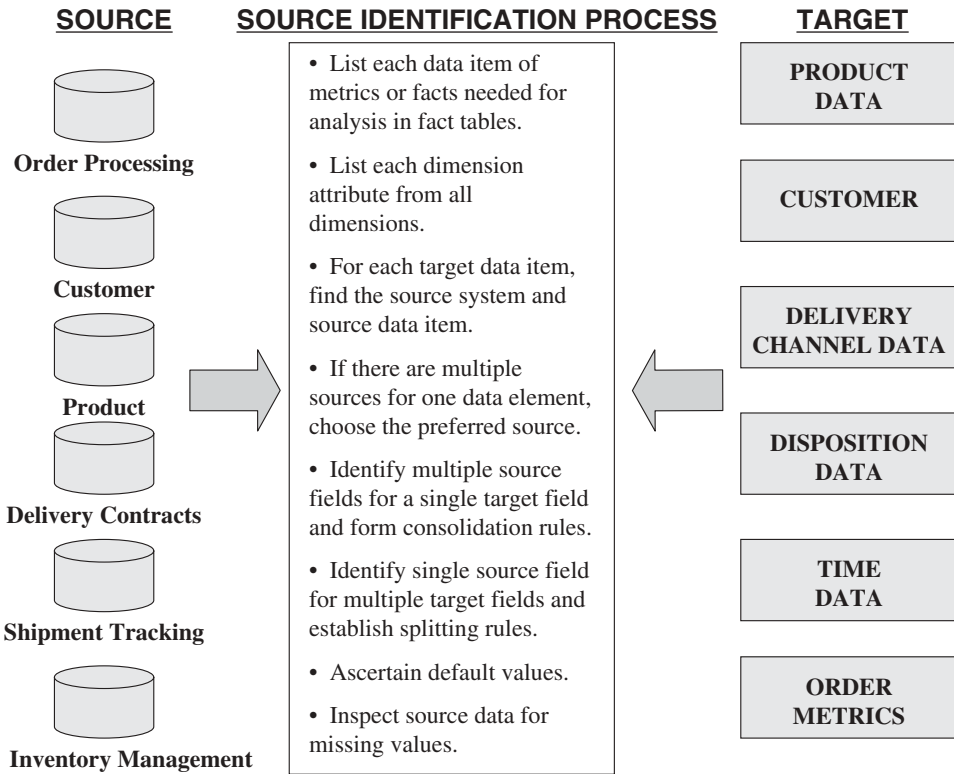 SOURCE
SOURCE IDENTIFICATION PROCESS
TARGET
Order Processing
Customer
Product
Delivery Contracts
Shipment Tracking
Inventory Management
• List each data item of
metrics or facts needed for
analysis in fact tables.
• List each dimension
attribute from all
dimensions.
• For each target data item,
find the source system and
source data item.
• If there are multiple
sources for one data element,
choose the preferred source.
• Identify multiple source
fields for a single target field
and form consolidation rules.
• Identify single source field
for multiple target fields and
establish splitting rules.
• Ascertain default values.
• Inspect source data for
missing values.
PRODUCT
DATA
CUSTOMER
DELIVERY
CHANNEL DATA
DISPOSITION
DATA
TIME
DATA
ORDER
METRICS